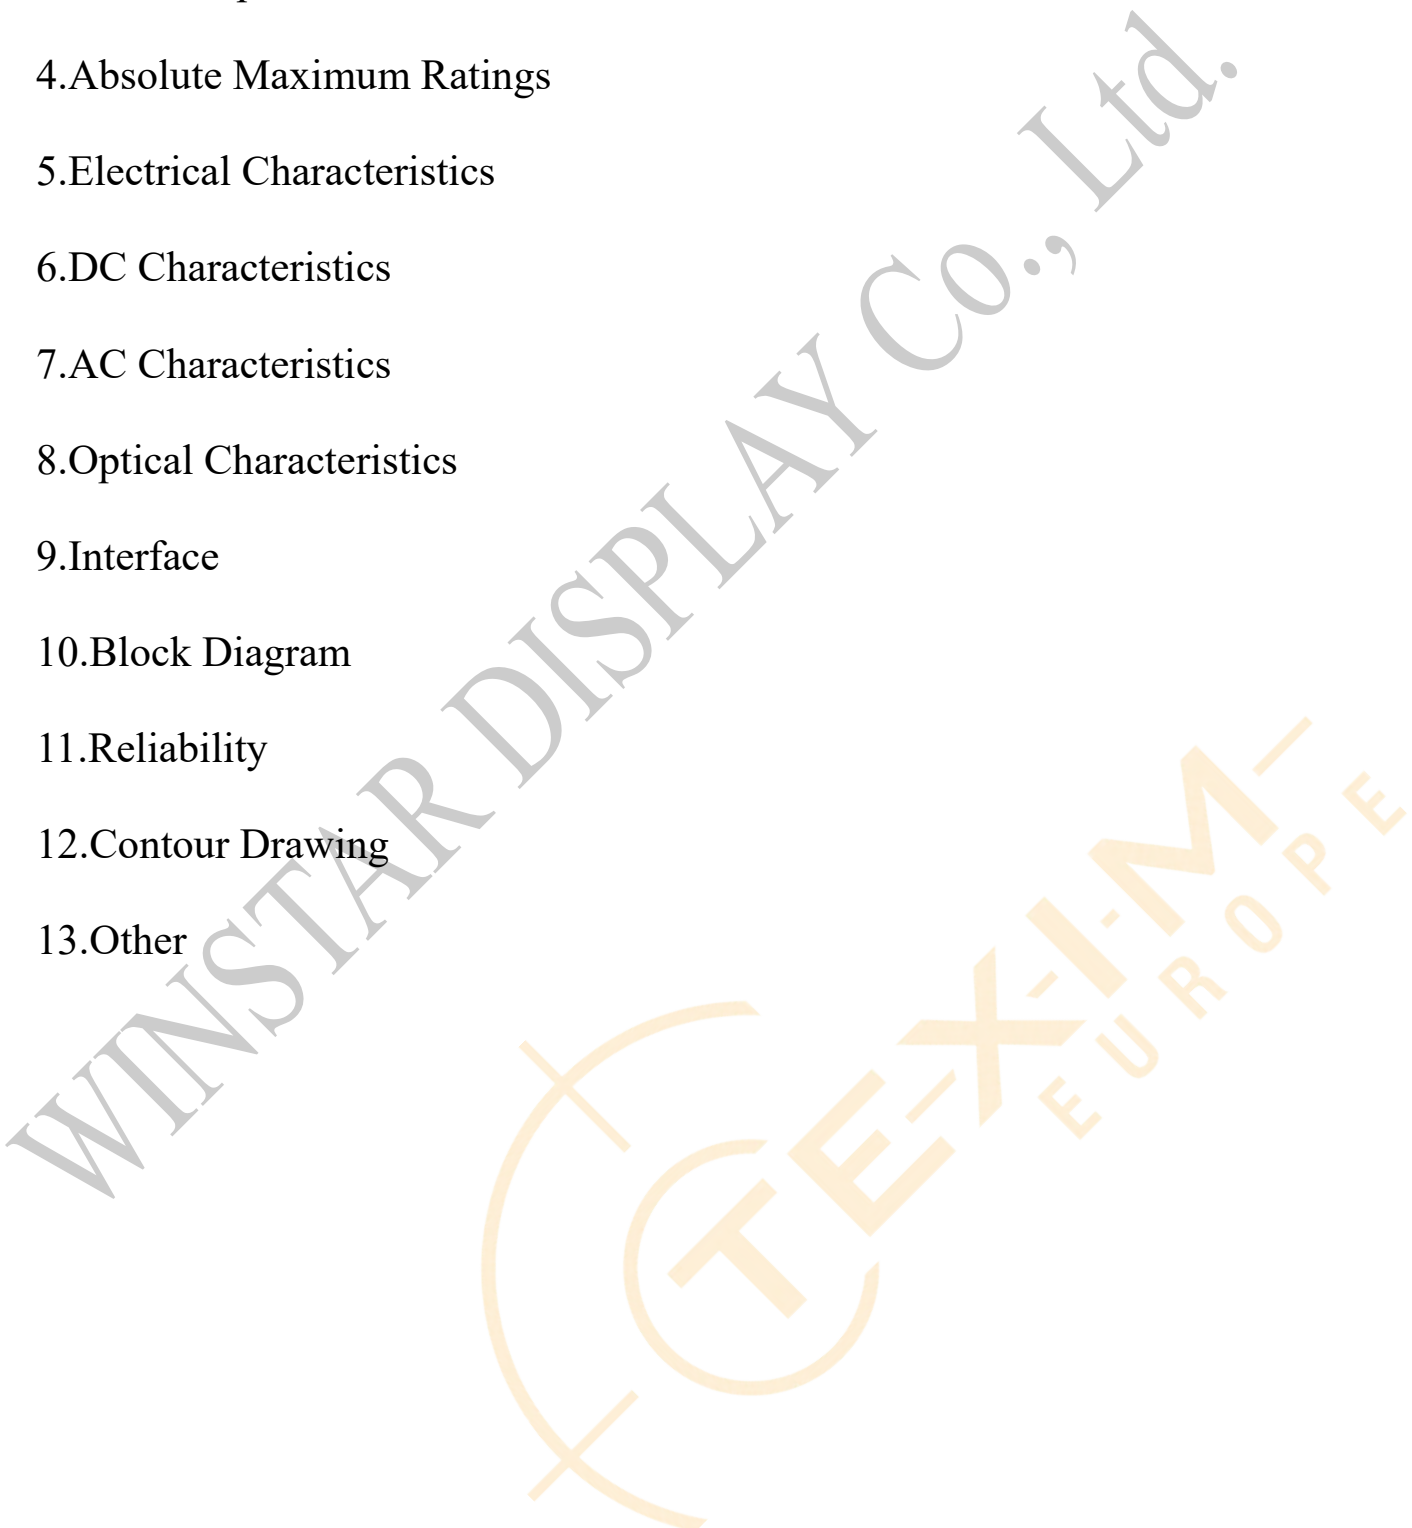 4.Absolute Maximum Ratings
5.Electrical Characteristics
6.DC Characteristics
7.AC Characteristics
8.Optical Characteristics
9.Interface
10.Block Diagram
11.Reliability
12.Contour Drawing
13.Other
WINSTAR DISPLAY Co., Ltd.
TEXIM
EUROPE